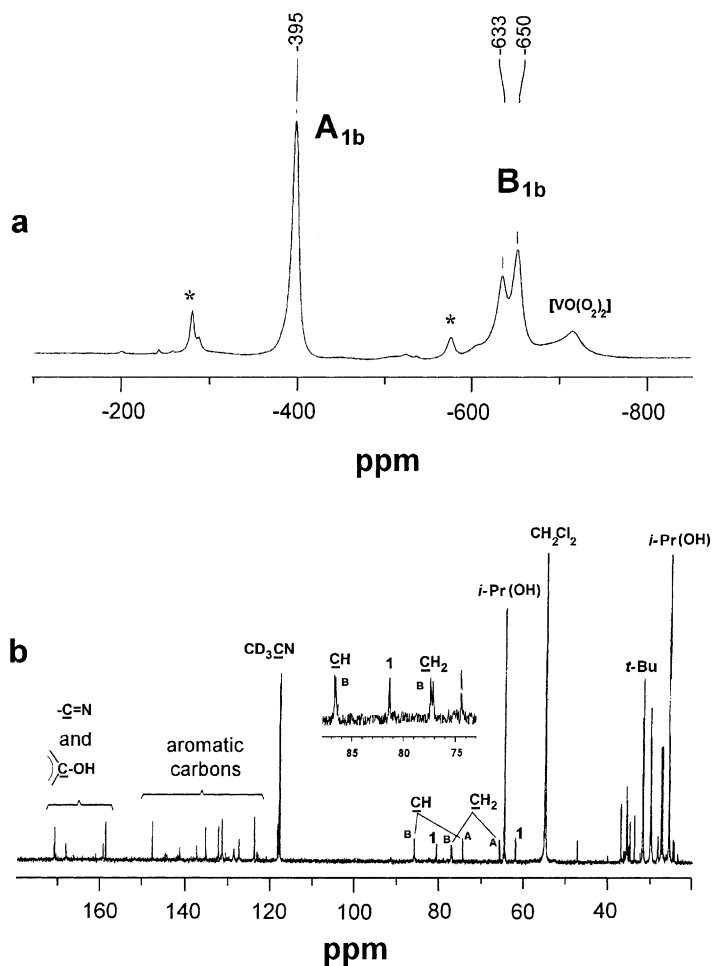 -395
-633
-650
A1b
B1b
a
*
*
[VO(O2)2]
-200
-400
-600
-800
ppm
b
CH2Cl2
i-Pr(OH)
i-Pr(OH)
CD3CN
t-Bu
CH
1
CH2
B
B
85
80
75
-C=N
and
C-OH
aromatic
carbons
CH
CH2
B
1
B
A
A
1
160
140
120
100
80
60
40
20
ppm